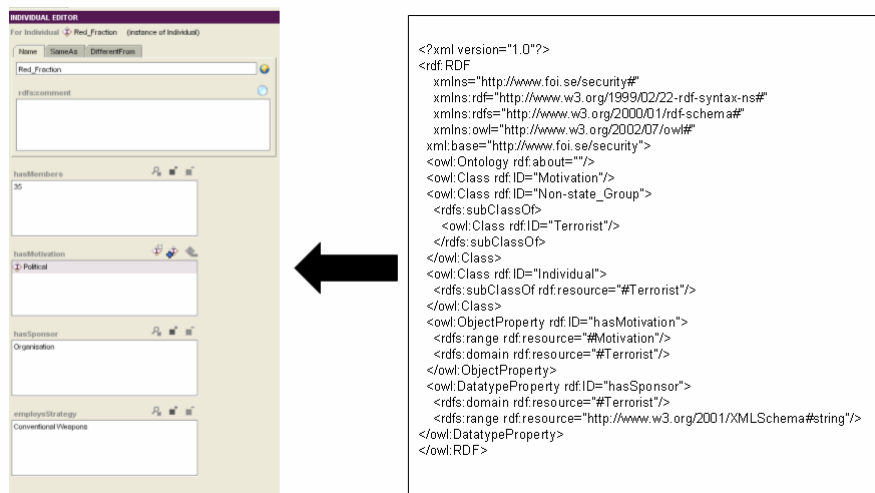 INDIVIDUAL EDITOR
For Individual Red_Fraction (instance of Individual)
Name SameAs DifferentFrom
Red_Fraction
rdfs:comment
hasMembers
35
hasMotivation
Political
hasSponsor
Organisation
employsStrategy
Conventional Weapons
<?xml version="1.0"?>
<rdf:RDF
xmlns="http://www.foi.se/security#"
xmlns:rdf="http://www.w3.org/1999/02/22-rdf-syntax-ns#"
xmlns:rdfs="http://www.w3.org/2000/01/rdf-schema#"
xmlns:owl="http://www.w3.org/2002/07/owl#"
xml:base="http://www.foi.se/security">
<owl:Ontology rdf:about=""/>
<owl:Class rdf:ID="Motivation"/>
<owl:Class rdf:ID="Non-state_Group">
<rdfs:subClassOf>
<owl:Class rdf:ID="Terrorist"/>
</rdfs:subClassOf>
</owl:Class>
<owl:Class rdf:ID="Individual">
<rdfs:subClassOf rdf:resource="#Terrorist"/>
</owl:Class>
<owl:ObjectProperty rdf:ID="hasMotivation">
<rdfs:range rdf:resource="#Motivation"/>
<rdfs:domain rdf:resource="#Terrorist"/>
</owl:ObjectProperty>
<owl:DatatypeProperty rdf:ID="hasSponsor">
<rdfs:domain rdf:resource="#Terrorist"/>
<rdfs:range rdf:resource="http://www.w3.org/2001/XMLSchema#string"/>
</owl:DatatypeProperty>
</owl:RDF>